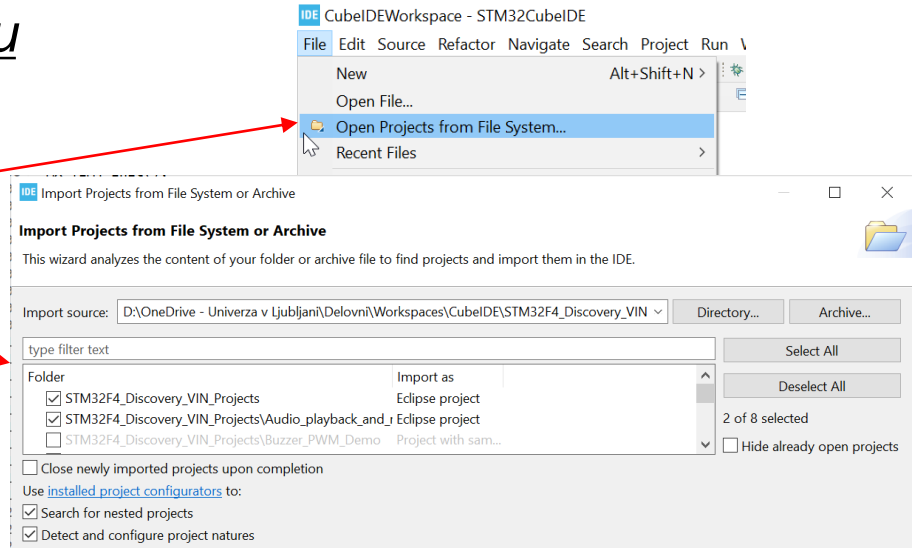 u
IDE CubeIDEWorkspace - STM32CubeIDE
File Edit Source Refactor Navigate Search Project Run
New Alt+Shift+N >
Open File...
Open Projects from File System...
Recent Files >
IDE Import Projects from File System or Archive
Import Projects from File System or Archive
This wizard analyzes the content of your folder or archive file to find projects and import them in the IDE.
Import source: D:\OneDrive - Univerza v Ljubljani\Delovni\Workspaces\CubeIDE\STM32F4_Discovery_VIN Directory... Archive...
type filter text Select All
Folder Import as Deselect All
STM32F4_Discovery_VIN_Projects Eclipse project
STM32F4_Discovery_VIN_Projects\Audio_playback_and_r Eclipse project 2 of 8 selected
STM32F4_Discovery_VIN_Projects\Buzzer_PWM_Demo Project with sam... Hide already open projects
Close newly imported projects upon completion
Use installed project configurators to:
Search for nested projects
Detect and configure project natures